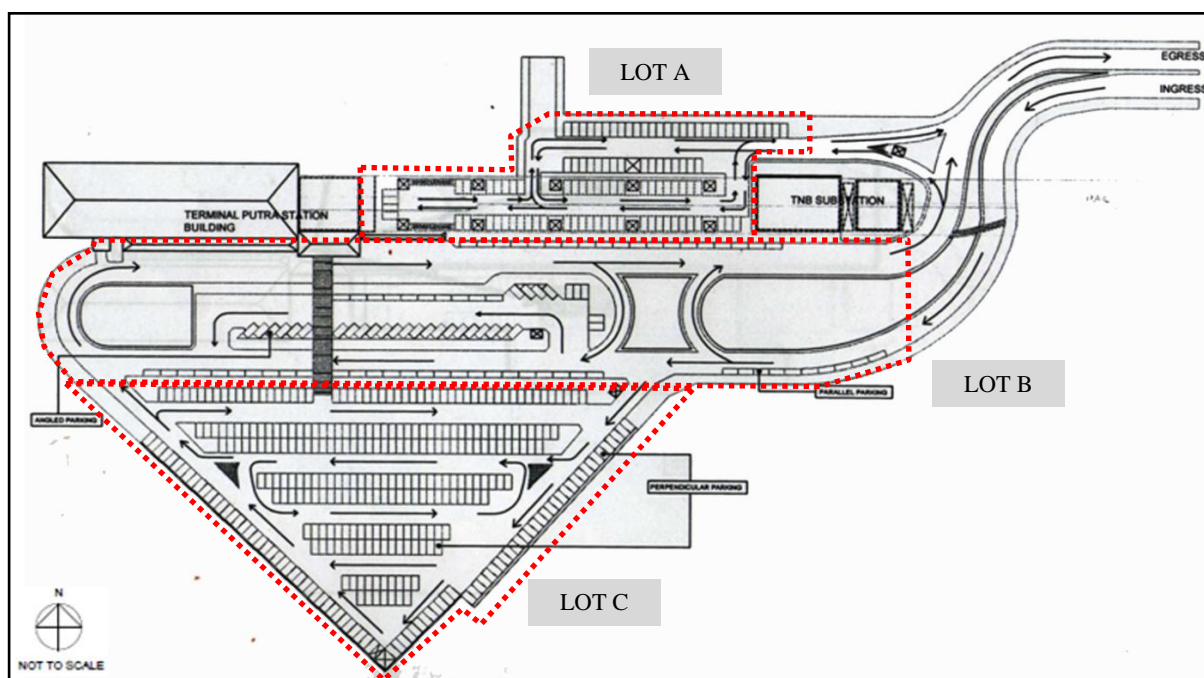 LOT A
EGRESS
INGRESS
TERMINAL PUTRA STATION
BUILDING
TNB SUBSTATION
LOT B
PARALLEL PARKING
ANGLED PARKING
PERPENDICULAR PARKING
LOT C
N
NOT TO SCALE